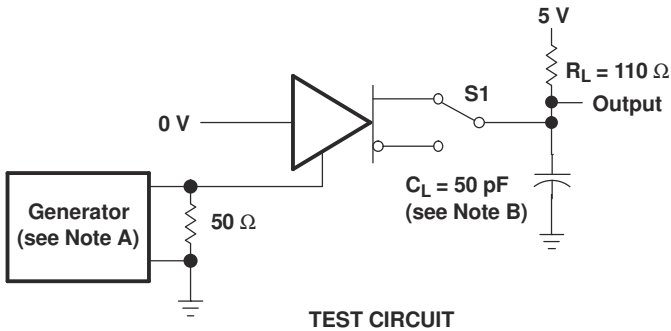 5 V
R_L = 110 Ω
S1
Output
0 V
C_L = 50 pF
(see Note B)
Generator
(see Note A)
50 Ω
TEST CIRCUIT